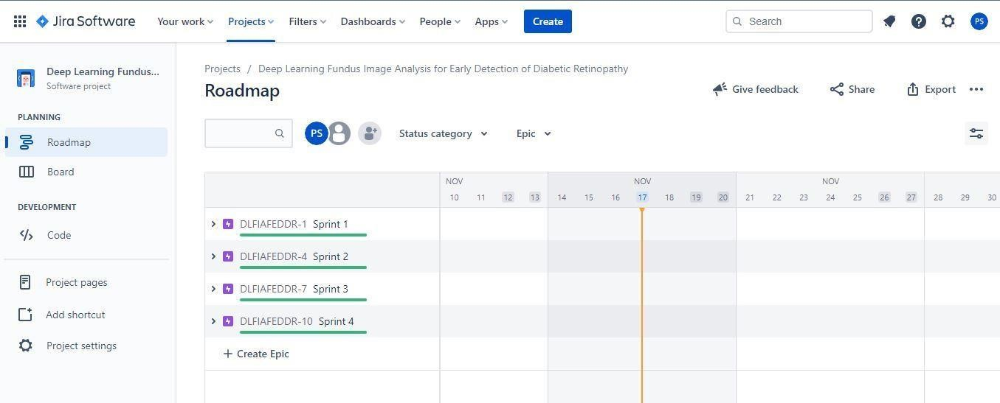 Jira Software Your work Projects Filters Dashboards People Apps Create Search PS
Deep Learning Fundus...
Software project
PLANNING
Roadmap
Board
DEVELOPMENT
Code
Project pages
Add shortcut
Project settings
Projects / Deep Learning Fundus Image Analysis for Early Detection of Diabetic Retinopathy
Roadmap
Give feedback Share Export
PS Status category Epic
NOV NOV NOV
10 11 12 13 14 15 16 17 18 19 20 21 22 23 24 25 26 27 28 29 30
DLFIAFEDDR-1 Sprint 1
DLFIAFEDDR-4 Sprint 2
DLFIAFEDDR-7 Sprint 3
DLFIAFEDDR-10 Sprint 4
+ Create Epic